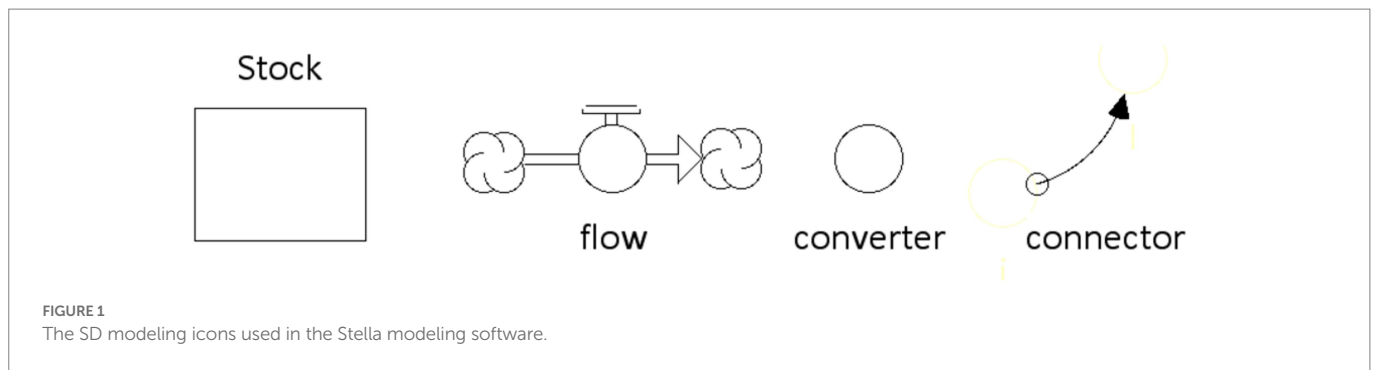 Stock
flow
converter
connector
FIGURE 1
The SD modeling icons used in the Stella modeling software.